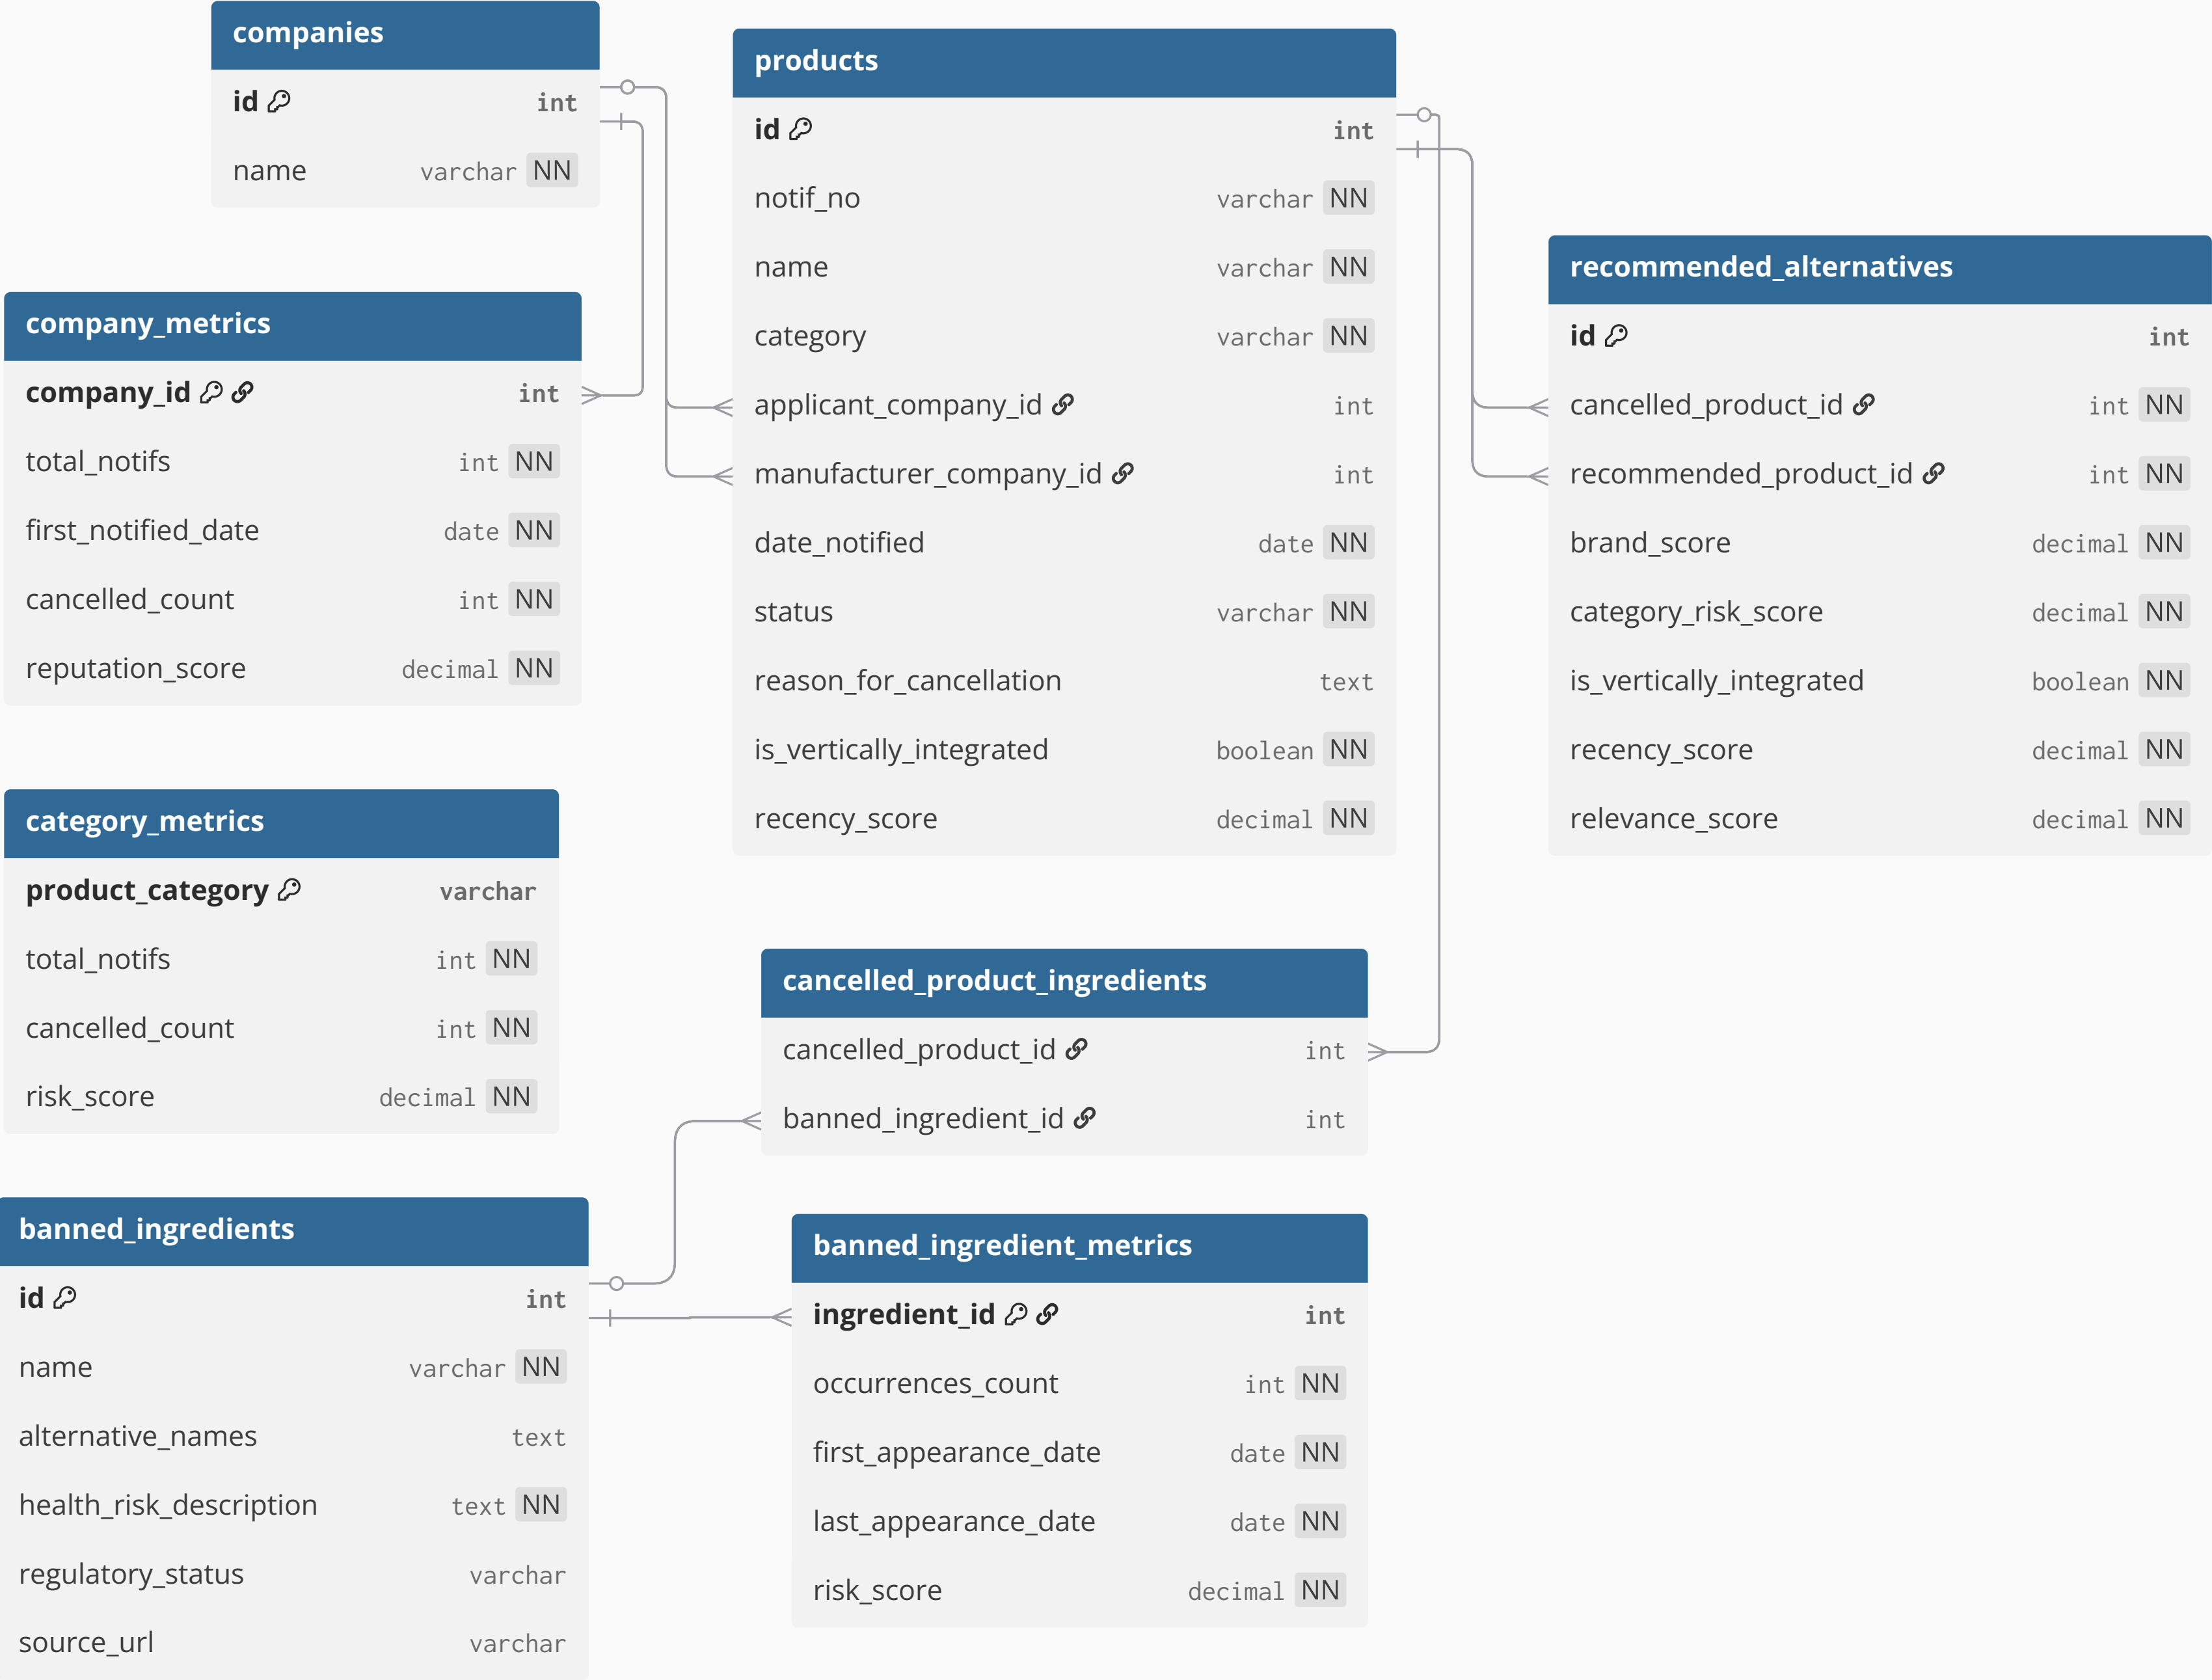 companies
id int
name varchar NN
company_metrics
company_id int
total_notifs int NN
first_notified_date date NN
cancelled_count int NN
reputation_score decimal NN
category_metrics
product_category varchar
total_notifs int NN
cancelled_count int NN
risk_score decimal NN
banned_ingredients
id int
name varchar NN
alternative_names text
health_risk_description text NN
regulatory_status varchar
source_url varchar
products
id int
notif_no varchar NN
name varchar NN
category varchar NN
applicant_company_id int
manufacturer_company_id int
date_notified date NN
status varchar NN
reason_for_cancellation text
is_vertically_integrated boolean NN
recency_score decimal NN
cancelled_product_ingredients
cancelled_product_id int
banned_ingredient_id int
banned_ingredient_metrics
ingredient_id int
occurrences_count int NN
first_appearance_date date NN
last_appearance_date date NN
risk_score decimal NN
recommended_alternatives
id int
cancelled_product_id int NN
recommended_product_id int NN
brand_score decimal NN
category_risk_score decimal NN
is_vertically_integrated boolean NN
recency_score decimal NN
relevance_score decimal NN